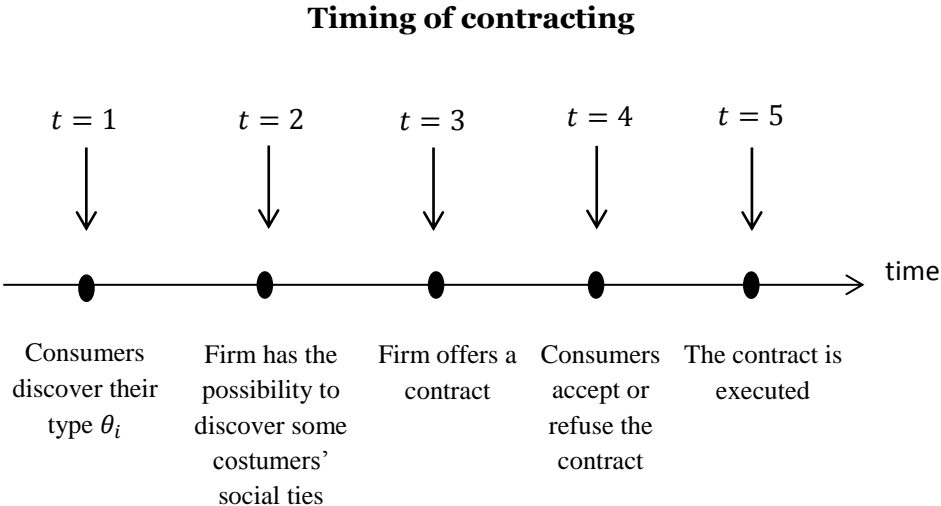 Timing of contracting
t = 1
t = 2
t = 3
t = 4
t = 5
time
Consumers
discover their
type θᵢ
Firm has the
possibility to
discover some
costumers'
social ties
Firm offers a
contract
Consumers
accept or
refuse the
contract
The contract is
executed